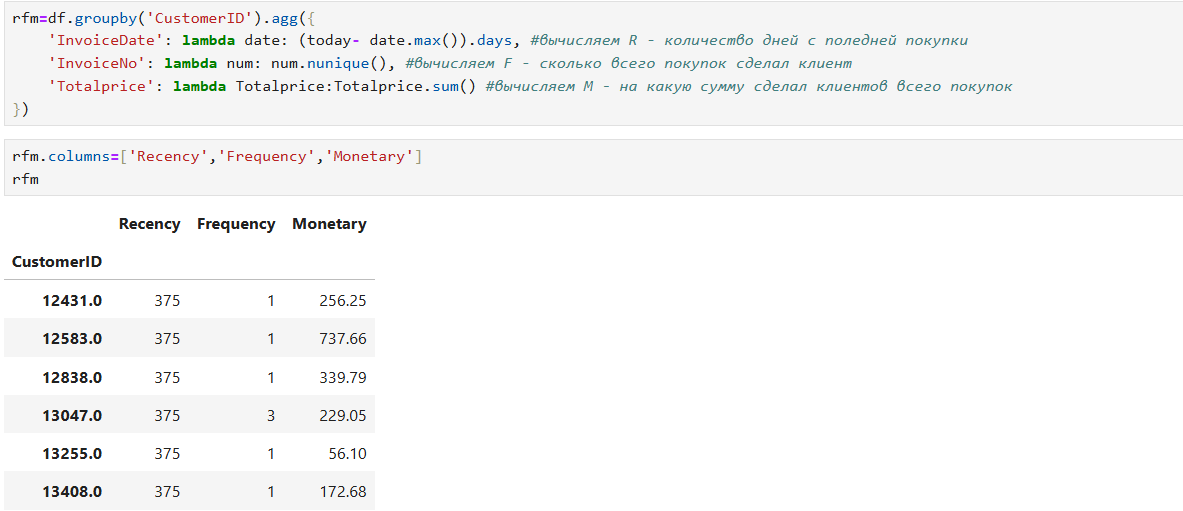 rfm=df.groupby('CustomerID').agg({
'InvoiceDate': lambda date: (today- date.max()).days, #вычисляем R - количество дней с поледней покупки
'InvoiceNo': lambda num: num.nunique(), #вычисляем F - сколько всего покупок сделал клиент
'Totalprice': lambda Totalprice:Totalprice.sum() #вычисляем M - на какую сумму сделал клиентов всего покупок
})
rfm.columns=['Recency','Frequency','Monetary']
rfm
Recency Frequency Monetary
CustomerID
12431.0 375 1 256.25
12583.0 375 1 737.66
12838.0 375 1 339.79
13047.0 375 3 229.05
13255.0 375 1 56.10
13408.0 375 1 172.68